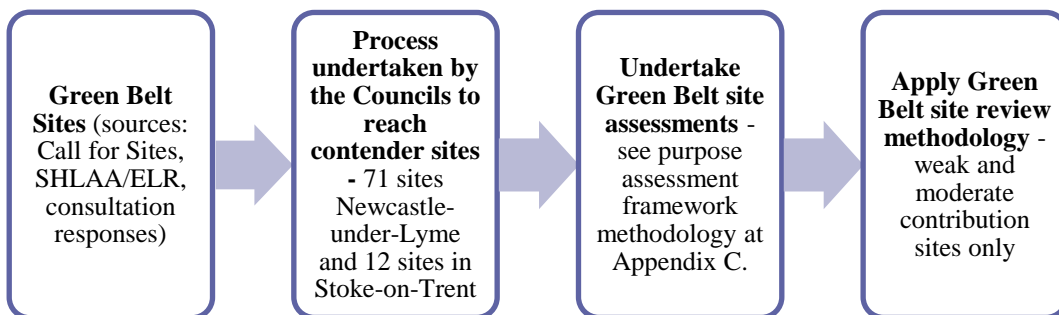 Green Belt
Sites (sources:
Call for Sites,
SHLAA/ELR,
consultation
responses)
Process
undertaken by
the Councils to
reach
contender sites
- 71 sites
Newcastle-
under-Lyme
and 12 sites in
Stoke-on-Trent
Undertake
Green Belt site
assessments -
see purpose
assessment
framework
methodology at
Appendix C.
Apply Green
Belt site review
methodology -
weak and
moderate
contribution
sites only